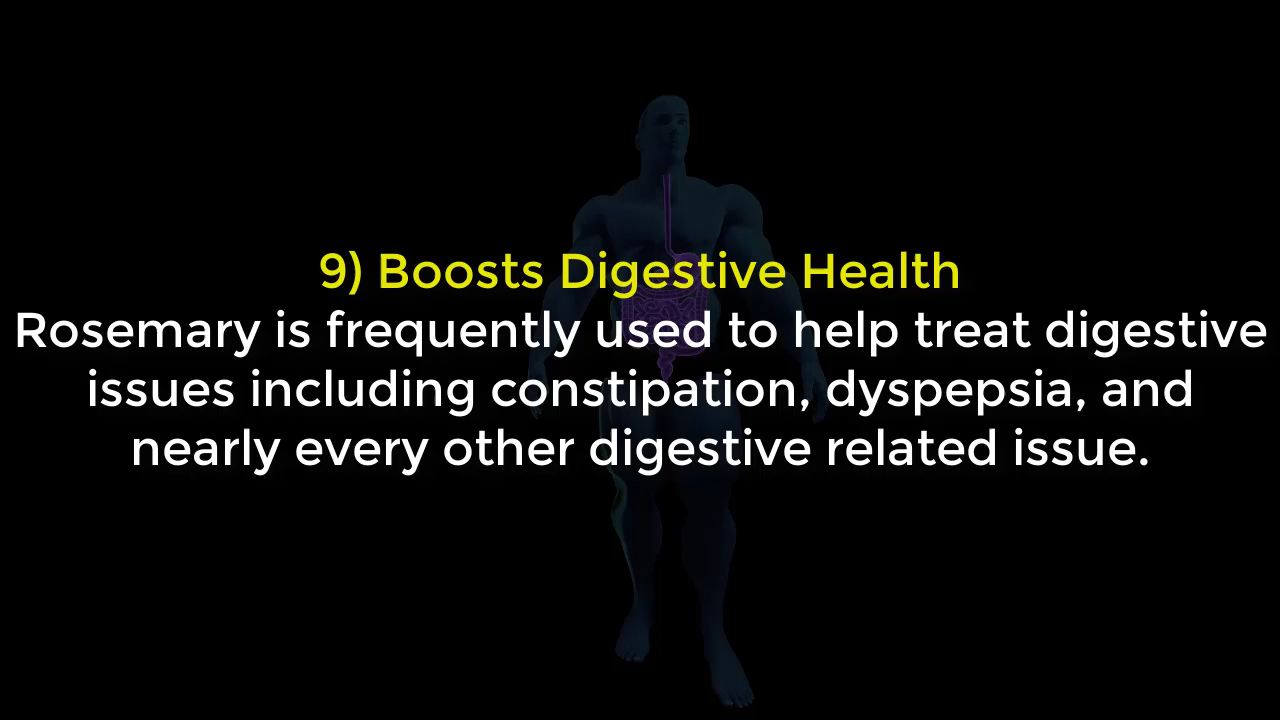 9) Boosts Digestive Health
Rosemary is frequently used to help treat digestive
issues including constipation, dyspepsia, and
nearly every other digestive related issue.